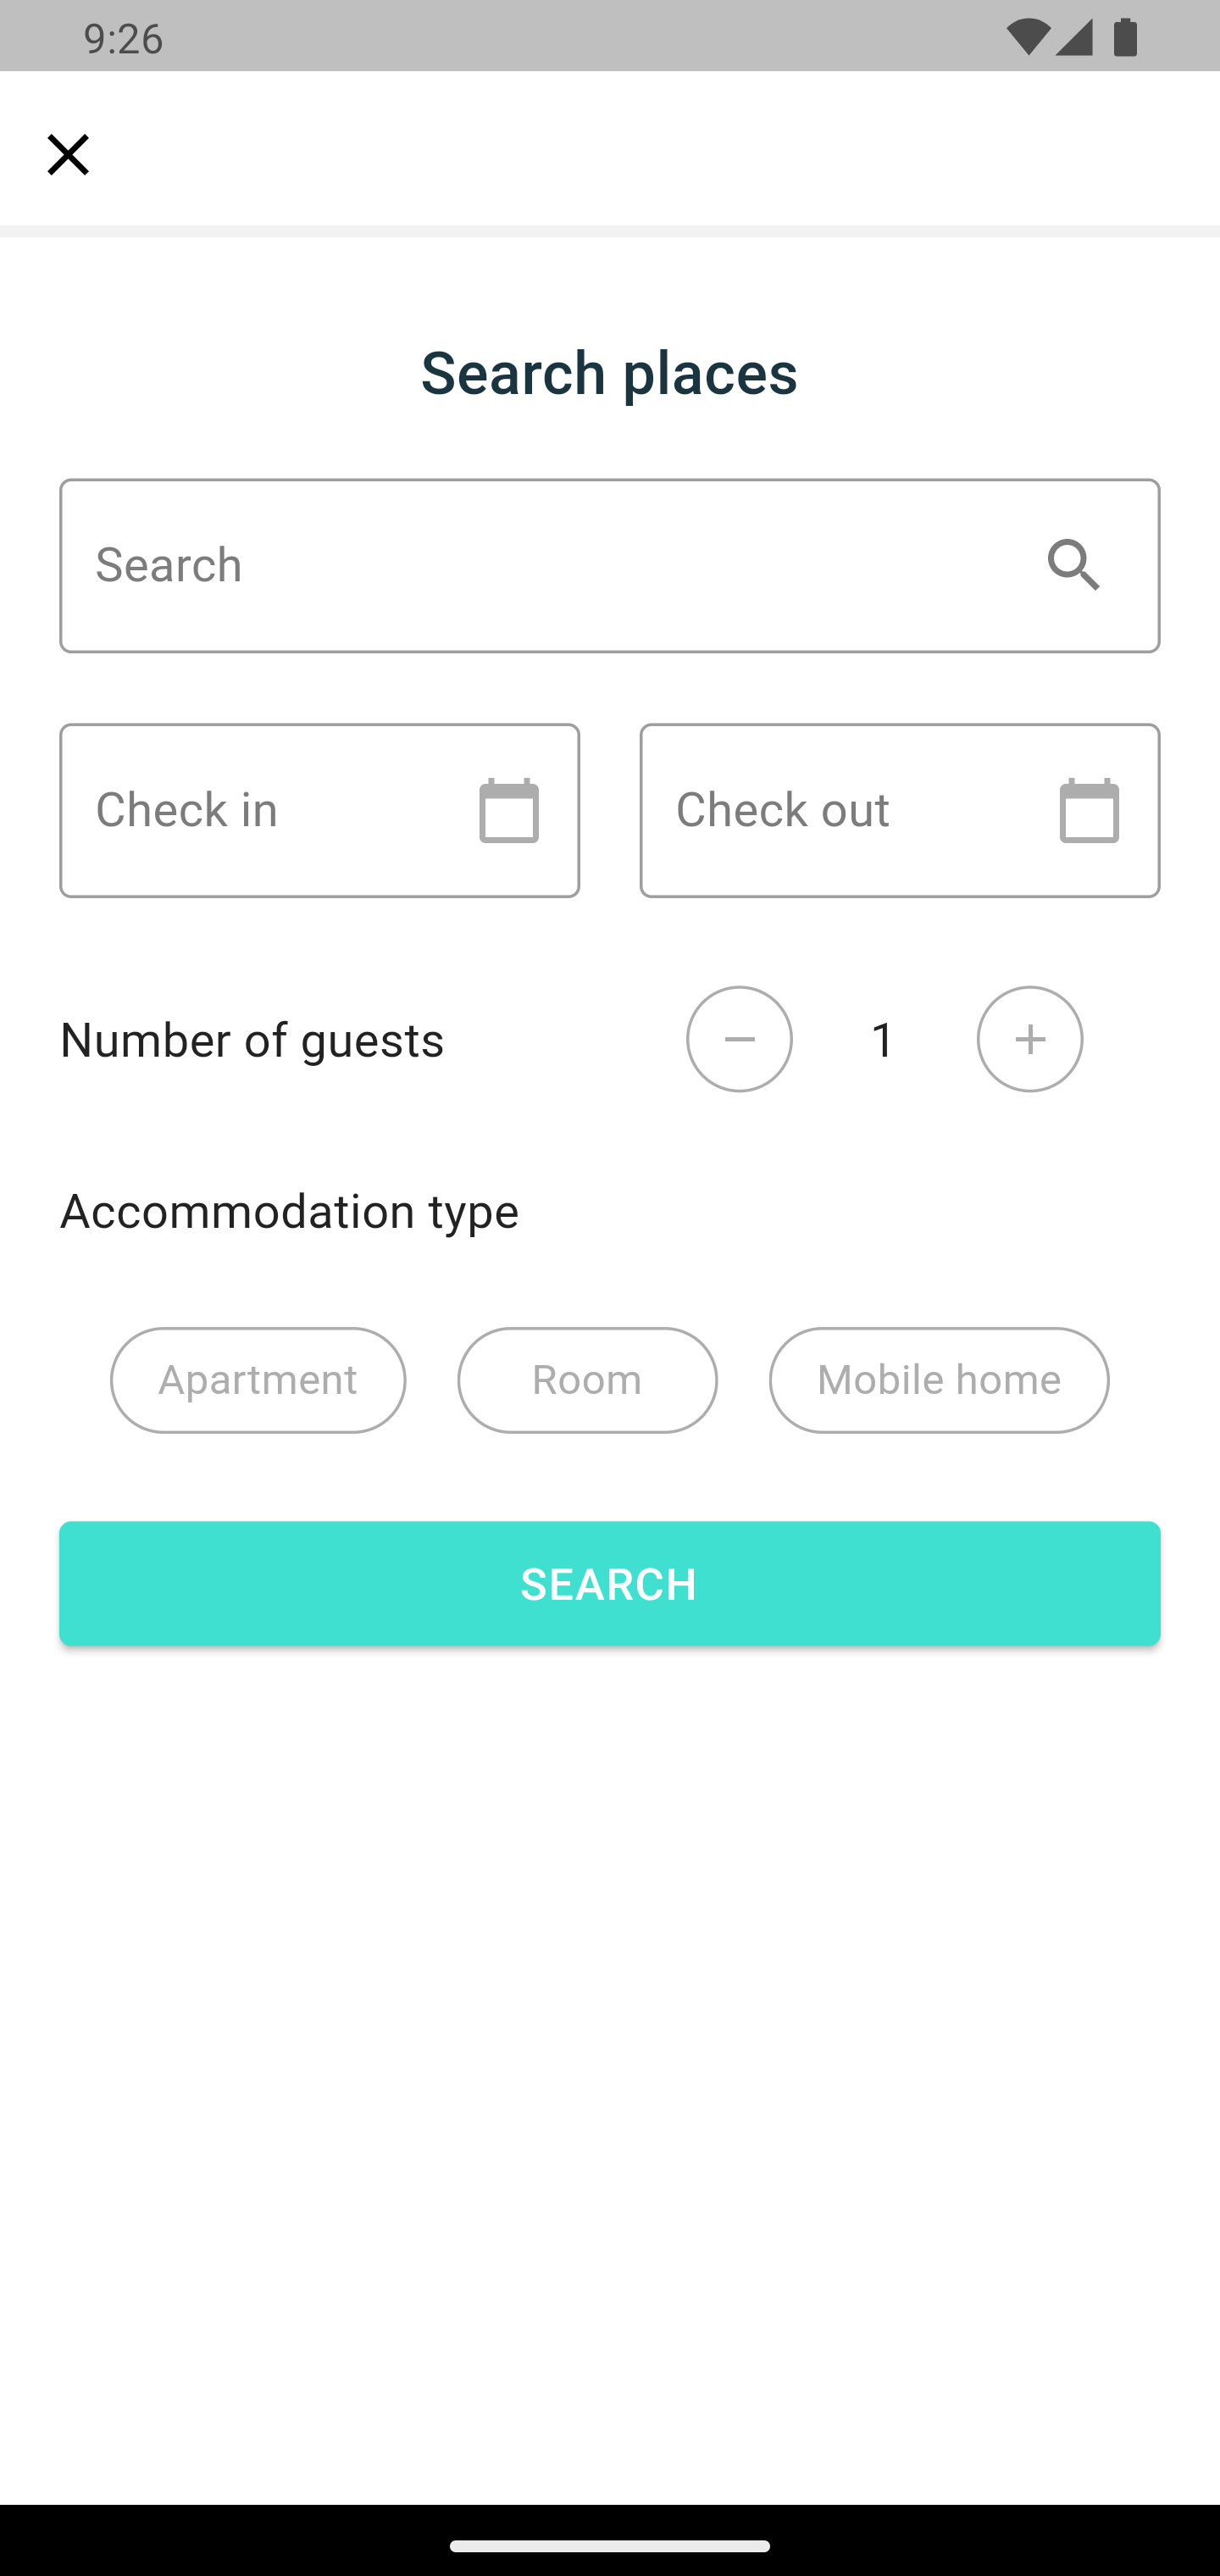 9:26
Search places
Search
Check in Check out
Number of guests 1
Accommodation type
Apartment Room Mobile home
SEARCH